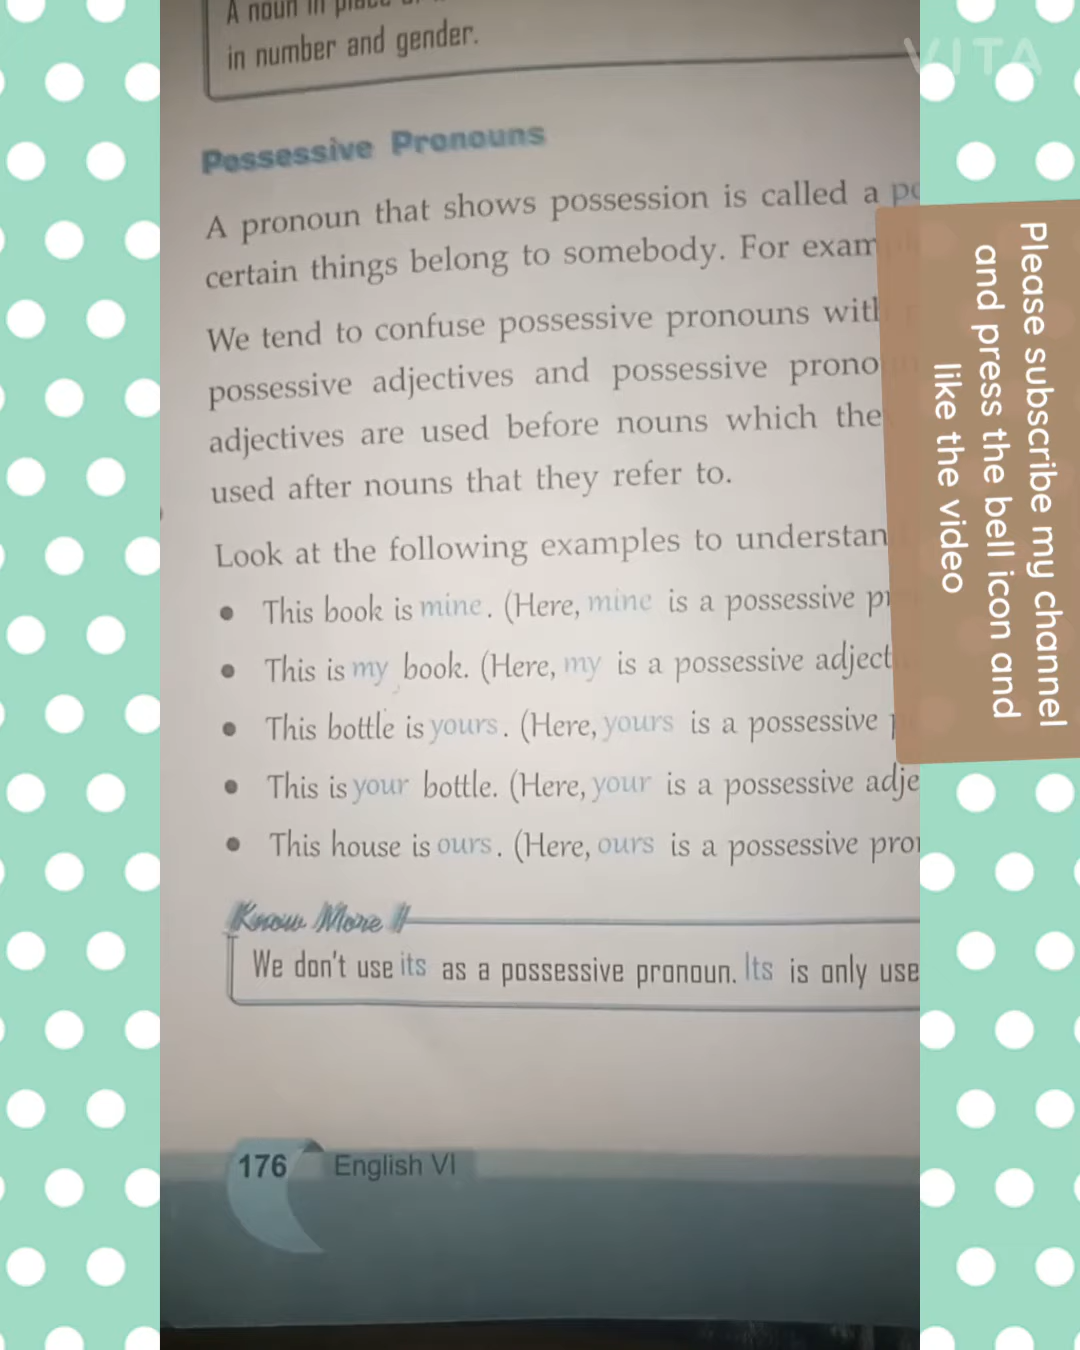 A noun in
in number and gender.
Possessive Pronouns
A pronoun that shows possession is called a
certain things belong to somebody. For
We tend to confuse possessive pronouns
possessive adjectives and possessive
adjectives are used before nouns which
used after nouns that they refer to.
Look at the following examples to
• This book is mine. (Here, mine is a possessive
• This is my book. (Here, my is a possessive
• This bottle is yours. (Here, yours is a possessive
• This is your bottle. (Here, your is a possessive
• This house is ours. (Here, ours is a possessive
Know More !!
We don't use its as a possessive pronoun. Its is only
176 English VI
VITA
Please subscribe my channel
and press the bell icon and
like the video